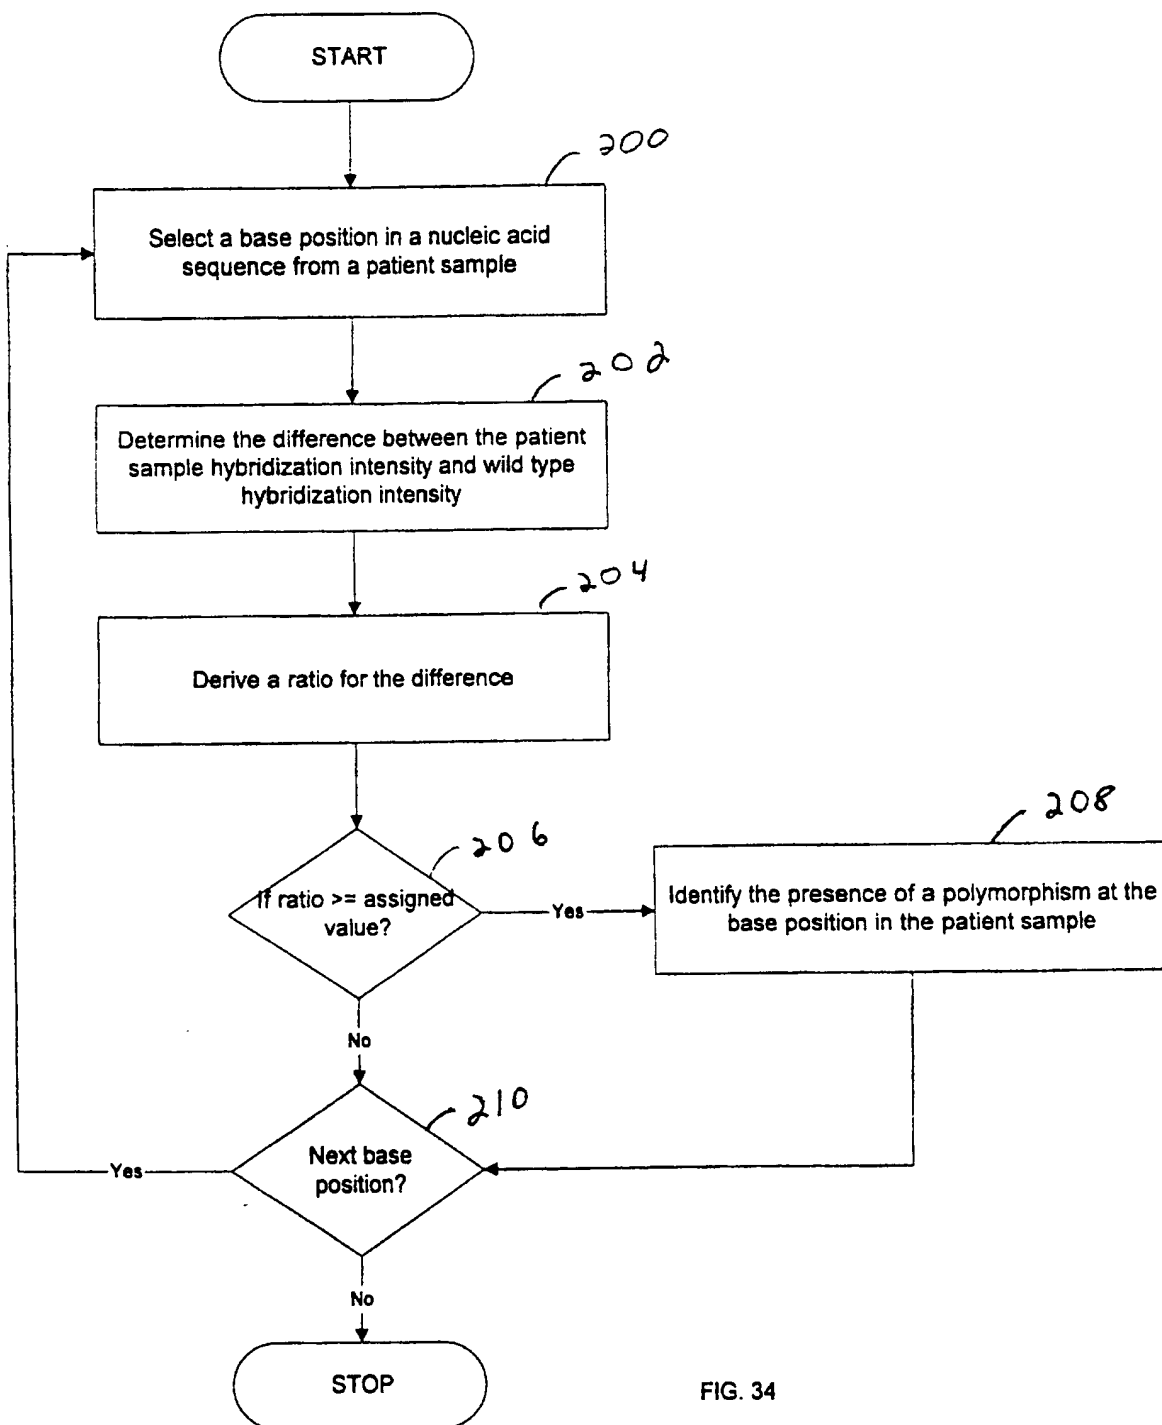 START
200
Select a base position in a nucleic acid
sequence from a patient sample
202
Determine the difference between the patient
sample hybridization intensity and wild type
hybridization intensity
204
Derive a ratio for the difference
206
If ratio >= assigned
value?
Yes
208
Identify the presence of a polymorphism at the
base position in the patient sample
No
210
Next base
position?
Yes
No
STOP
FIG. 34